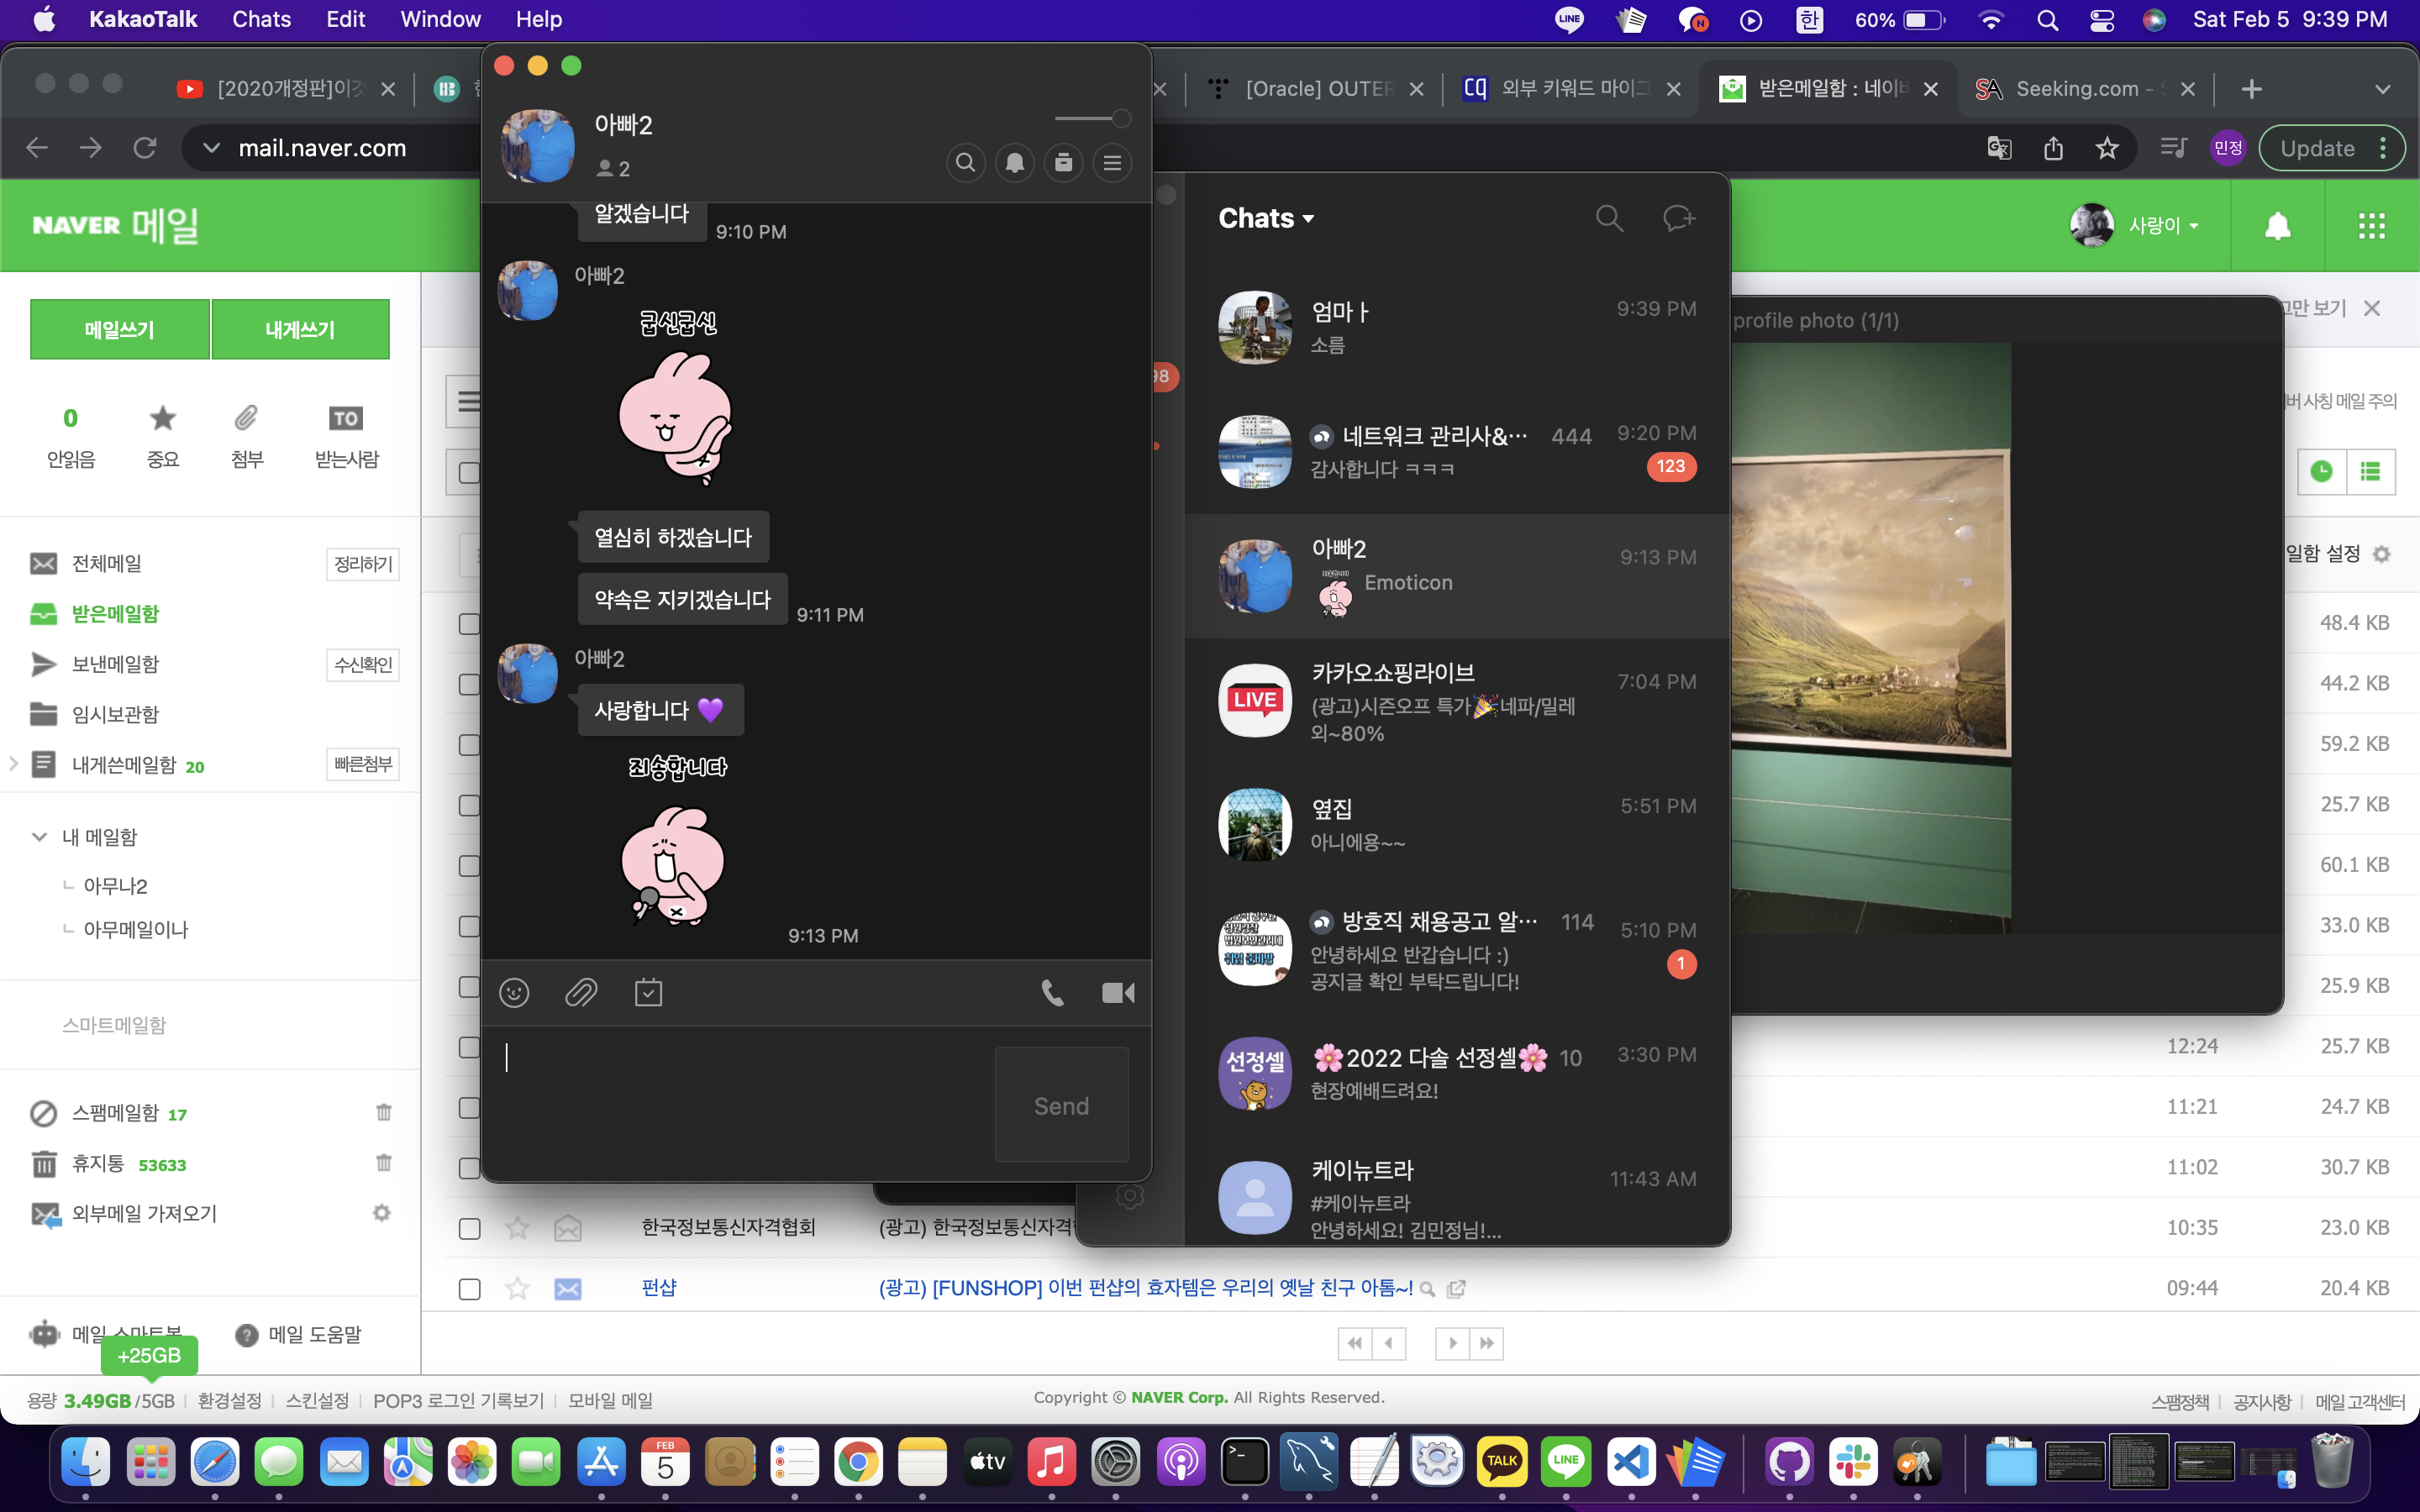 KakaoTalk Chats Edit Window Help
LINE N 한 60% Sat Feb 5 9:39 PM
[2020개정판]이것
[Oracle] OUTER
CQ 외부 키워드 마이그
받은메일함 : 네이버
SA Seeking.com - S
mail.naver.com
민정
Update
NAVER 메일
사랑이
메일쓰기
내게쓰기
0
TO
안읽음
중요
첨부
받는사람
전체메일
정리하기
받은메일함
보낸메일함
수신확인
임시보관함
내게쓴메일함 20
빠른첨부
내 메일함
아무나2
아무메일이나
스마트메일함
스팸메일함 17
휴지통 53633
외부메일 가져오기
메일 스마트봇
메일 도움말
+25GB
용량 3.49GB/5GB
환경설정
스킨설정
POP3 로그인 기록보기
모바일 메일
아빠2
2
알겠습니다
9:10 PM
아빠2
굽신굽신
열심히 하겠습니다
약속은 지키겠습니다
9:11 PM
아빠2
사랑합니다 💜
죄송합니다
9:13 PM
Send
98
Chats
엄마ㅏ
9:39 PM
소름
네트워크 관리사&… 444
9:20 PM
감사합니다 ㅋㅋㅋ
123
아빠2
9:13 PM
Emoticon
LIVE
카카오쇼핑라이브
7:04 PM
(광고)시즌오프 특가🎉네파/밀레
외~80%
옆집
5:51 PM
아니에용~~
방호직 채용공고 알… 114
5:10 PM
안녕하세요 반갑습니다 :)
공지글 확인 부탁드립니다!
1
선정셀
🌸2022 다솔 선정셀🌸 10
3:30 PM
현장예배드려요!
케이뉴트라
11:43 AM
#케이뉴트라
안녕하세요! 김민정님!...
profile photo (1/1)
고만 보기
버 사칭 메일 주의
일함 설정
48.4 KB
44.2 KB
59.2 KB
25.7 KB
60.1 KB
33.0 KB
25.9 KB
12:24 25.7 KB
11:21 24.7 KB
11:02 30.7 KB
한국정보통신자격협회
(광고) 한국정보통신자격
10:35 23.0 KB
펀샵
(광고) [FUNSHOP] 이번 펀샵의 효자템은 우리의 옛날 친구 아톰~!
09:44 20.4 KB
Copyright © NAVER Corp. All Rights Reserved.
스팸정책
공지사항
메일 고객센터
FEB
5
tv
TALK
LINE